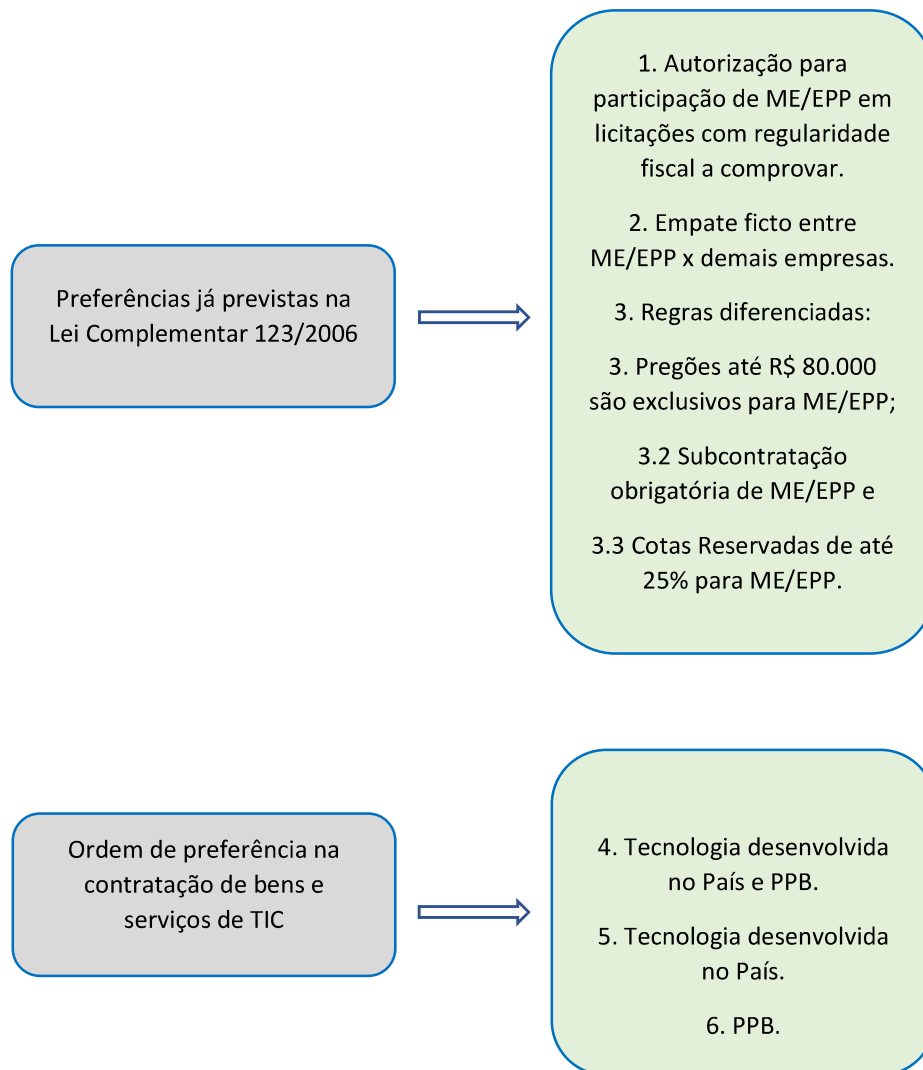 Preferências já previstas na
Lei Complementar 123/2006
1. Autorização para
participação de ME/EPP em
licitações com regularidade
fiscal a comprovar.
2. Empate ficto entre
ME/EPP x demais empresas.
3. Regras diferenciadas:
3. Pregões até R$ 80.000
são exclusivos para ME/EPP;
3.2 Subcontratação
obrigatória de ME/EPP e
3.3 Cotas Reservadas de até
25% para ME/EPP.
Ordem de preferência na
contratação de bens e
serviços de TIC
4. Tecnologia desenvolvida
no País e PPB.
5. Tecnologia desenvolvida
no País.
6. PPB.